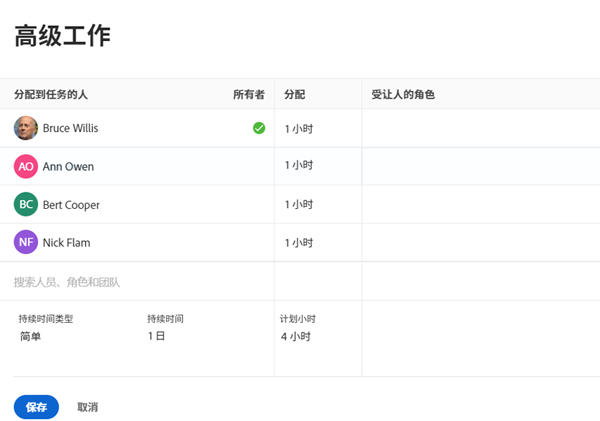 高级工作
分配到任务的人 所有者 分配 受让人的角色
Bruce Willis 1 小时
AO Ann Owen 1 小时
BC Bert Cooper 1 小时
NF Nick Flam 1 小时
搜索人员、角色和团队
持续时间类型 持续时间 计划小时
简单 1 日 4 小时
保存 取消